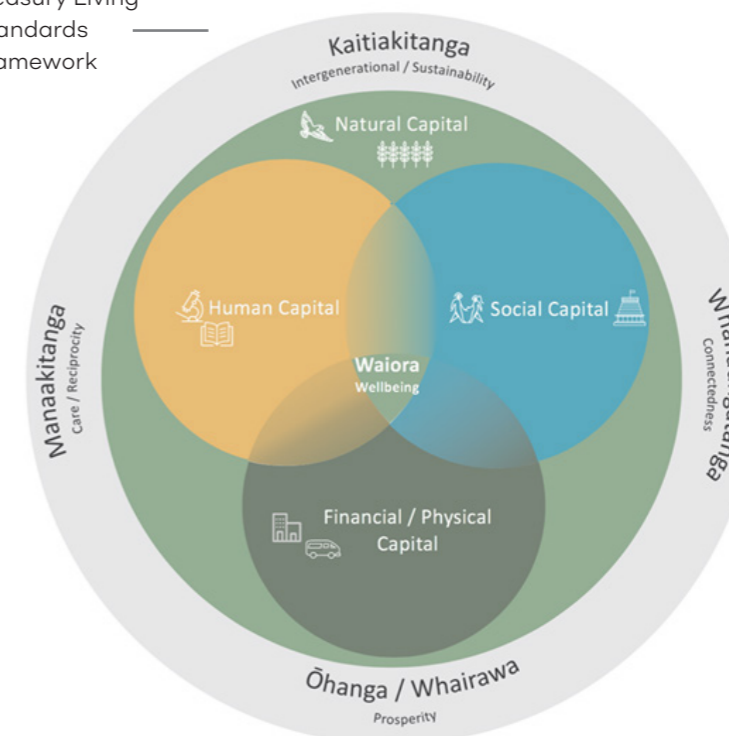 easury Living
andards
amework
Kaitiakitanga
Intergenerational / Sustainability
Natural Capital
Human Capital
Social Capital
Manaakitanga
Care / Reciprocity
Connectedness
Waiora
Wellbeing
Financial / Physical
Capital
Ōhanga / Whairawa
Prosperity